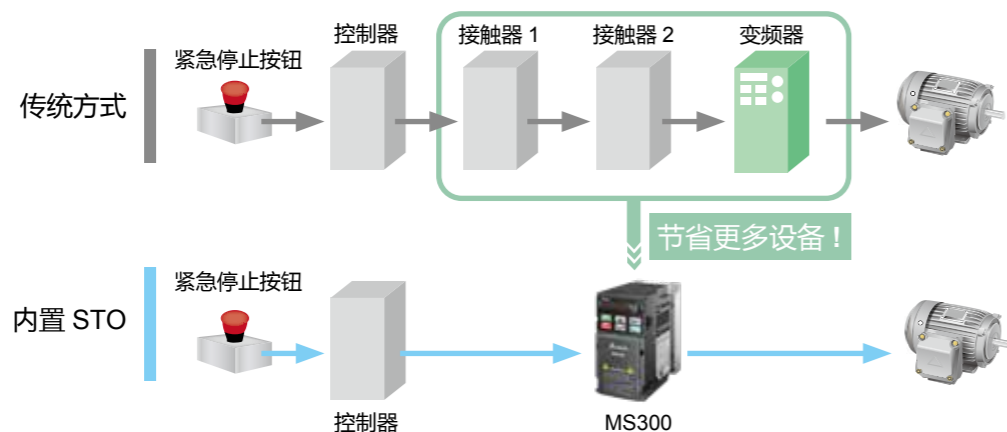 控制器
接触器 1
接触器 2
变频器
紧急停止按钮
传统方式
节省更多设备！
紧急停止按钮
内置 STO
控制器
MS300